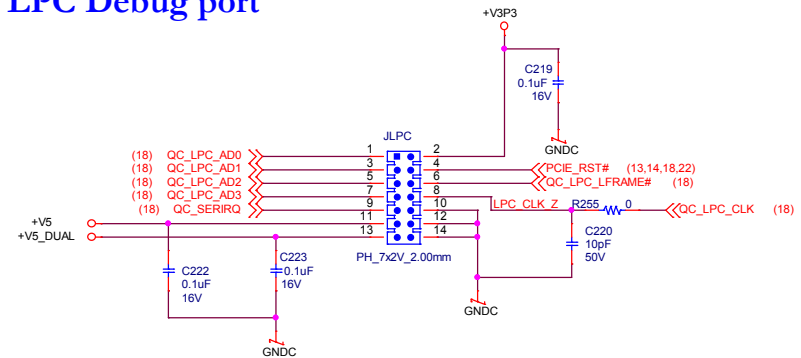 LPC Debug port
+V3P3
C219
0.1uF
16V
GNDC
JLPC
(18) QC_LPC_AD0 1 2
(18) QC_LPC_AD1 3 4 PCIE_RST# (13,14,18,22)
(18) QC_LPC_AD2 5 6 QC_LPC_LFRAME# (18)
(18) QC_LPC_AD3 7 8 LPC_CLK_Z R255 0 QC_LPC_CLK (18)
(18) QC_SERIRQ 9 10
+V5 11 12
+V5_DUAL 13 14
PH_7x2V_2.00mm
C220
10pF
50V
C222
0.1uF
16V
C223
0.1uF
16V
GNDC
GNDC